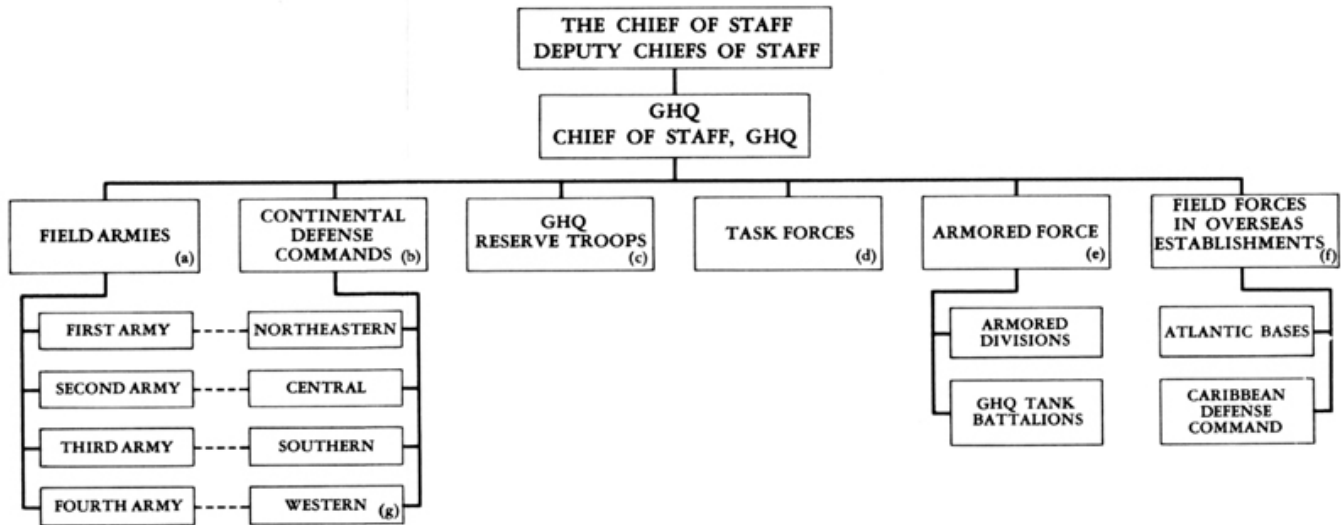 THE CHIEF OF STAFF
DEPUTY CHIEFS OF STAFF
GHQ
CHIEF OF STAFF, GHQ
FIELD ARMIES
(a)
CONTINENTAL
DEFENSE
COMMANDS (b)
GHQ
RESERVE TROOPS
(c)
TASK FORCES
(d)
ARMORED FORCE
(e)
FIELD FORCES
IN OVERSEAS
ESTABLISHMENTS
(f)
FIRST ARMY
NORTHEASTERN
SECOND ARMY
CENTRAL
THIRD ARMY
SOUTHERN
FOURTH ARMY
WESTERN (g)
ARMORED
DIVISIONS
GHQ TANK
BATTALIONS
ATLANTIC BASES
CARIBBEAN
DEFENSE
COMMAND